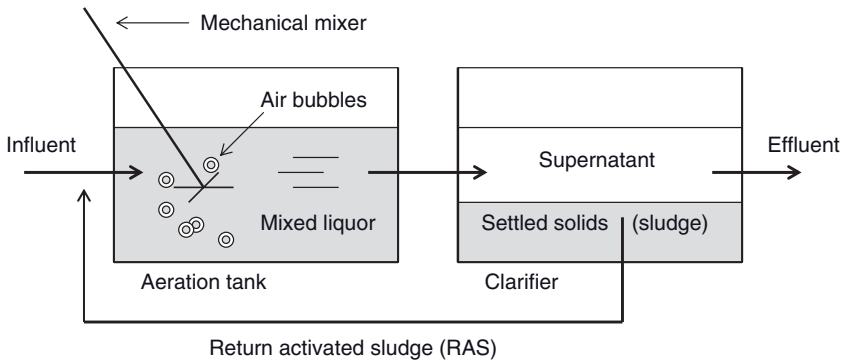 Mechanical mixer
Air bubbles
Influent
Effluent
Supernatant
Mixed liquor
Settled solids (sludge)
Aeration tank
Clarifier
Return activated sludge (RAS)